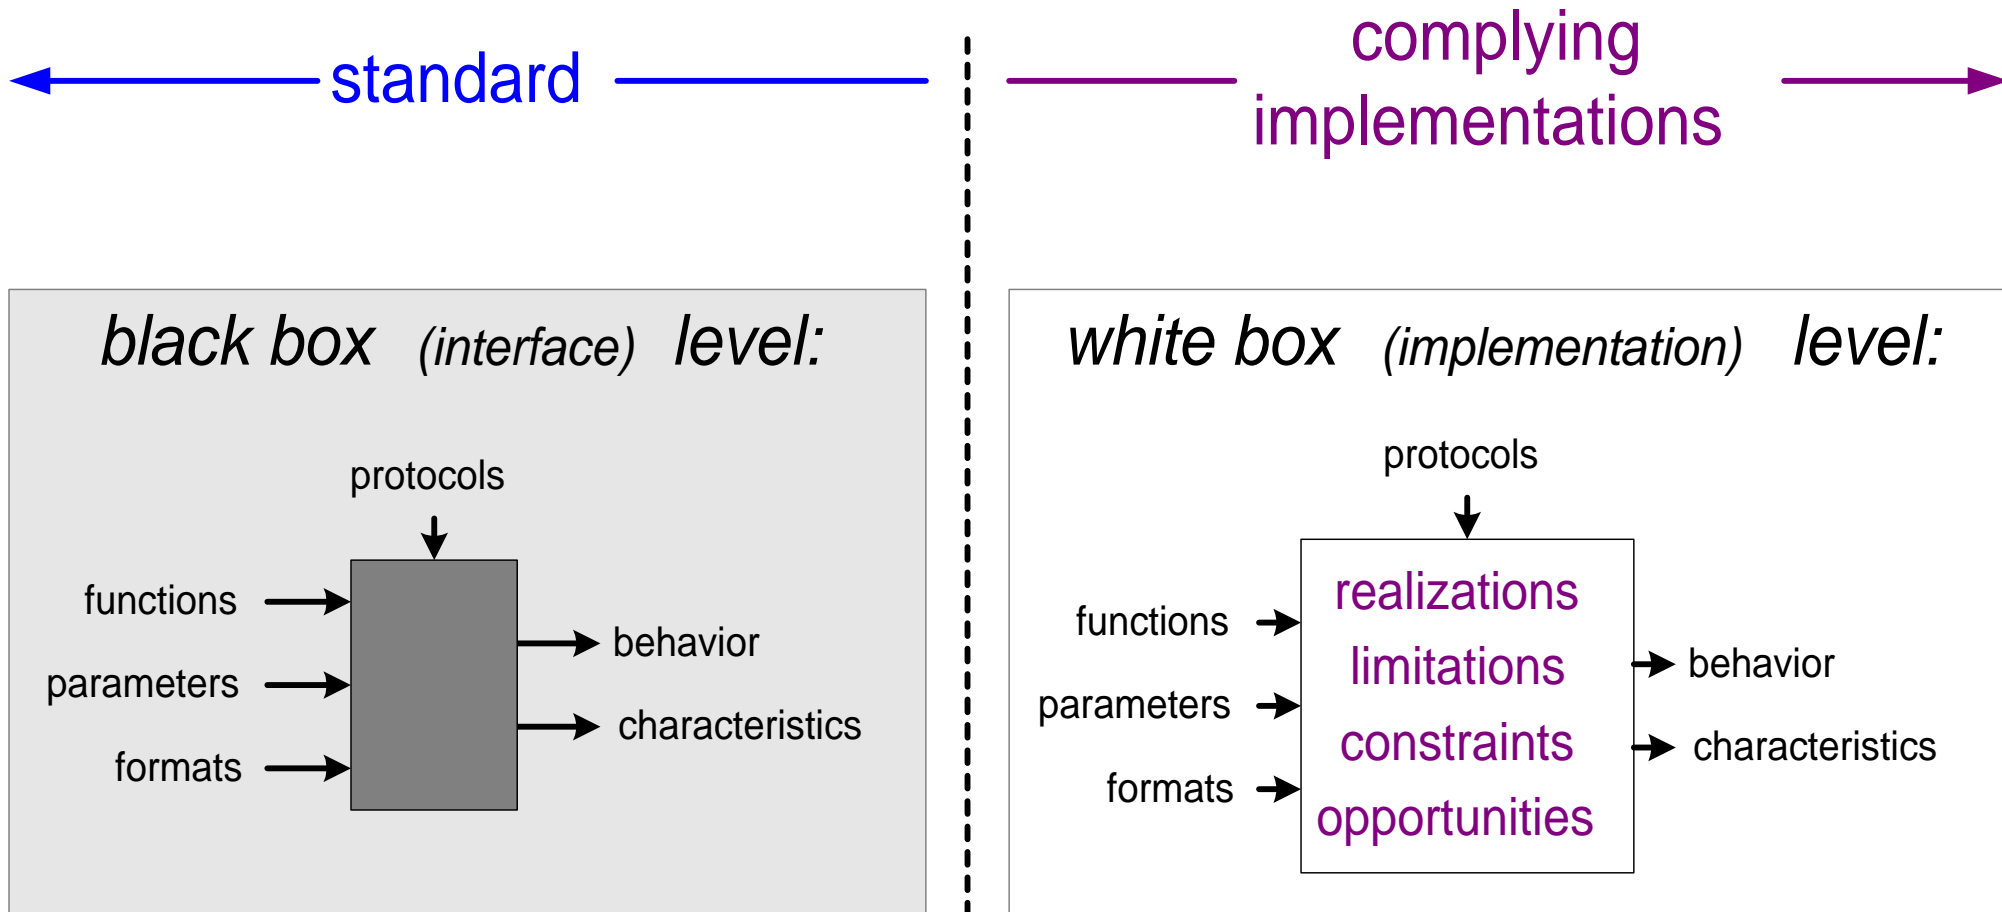 standard
complying
implementations
black box (interface) level:
protocols
functions
parameters
formats
behavior
characteristics
white box (implementation) level:
protocols
functions
parameters
formats
realizations
limitations
constraints
opportunities
behavior
characteristics